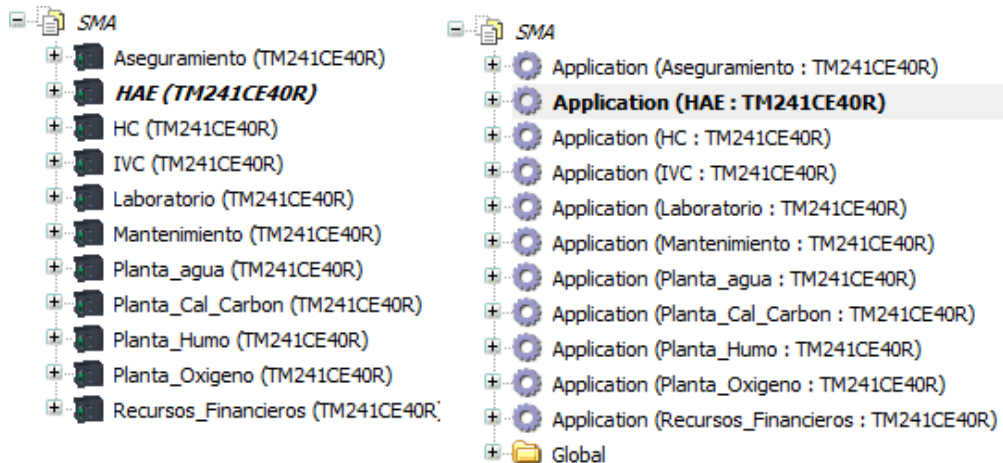 SMA
Aseguramiento (TM241CE40R)
HAE (TM241CE40R)
HC (TM241CE40R)
IVC (TM241CE40R)
Laboratorio (TM241CE40R)
Mantenimiento (TM241CE40R)
Planta_agua (TM241CE40R)
Planta_Cal_Carbon (TM241CE40R)
Planta_Humo (TM241CE40R)
Planta_Oxigeno (TM241CE40R)
Recursos_Financieros (TM241CE40R)
SMA
Application (Aseguramiento : TM241CE40R)
Application (HAE : TM241CE40R)
Application (HC : TM241CE40R)
Application (IVC : TM241CE40R)
Application (Laboratorio : TM241CE40R)
Application (Mantenimiento : TM241CE40R)
Application (Planta_agua : TM241CE40R)
Application (Planta_Cal_Carbon : TM241CE40R)
Application (Planta_Humo : TM241CE40R)
Application (Planta_Oxigeno : TM241CE40R)
Application (Recursos_Financieros : TM241CE40R)
Global